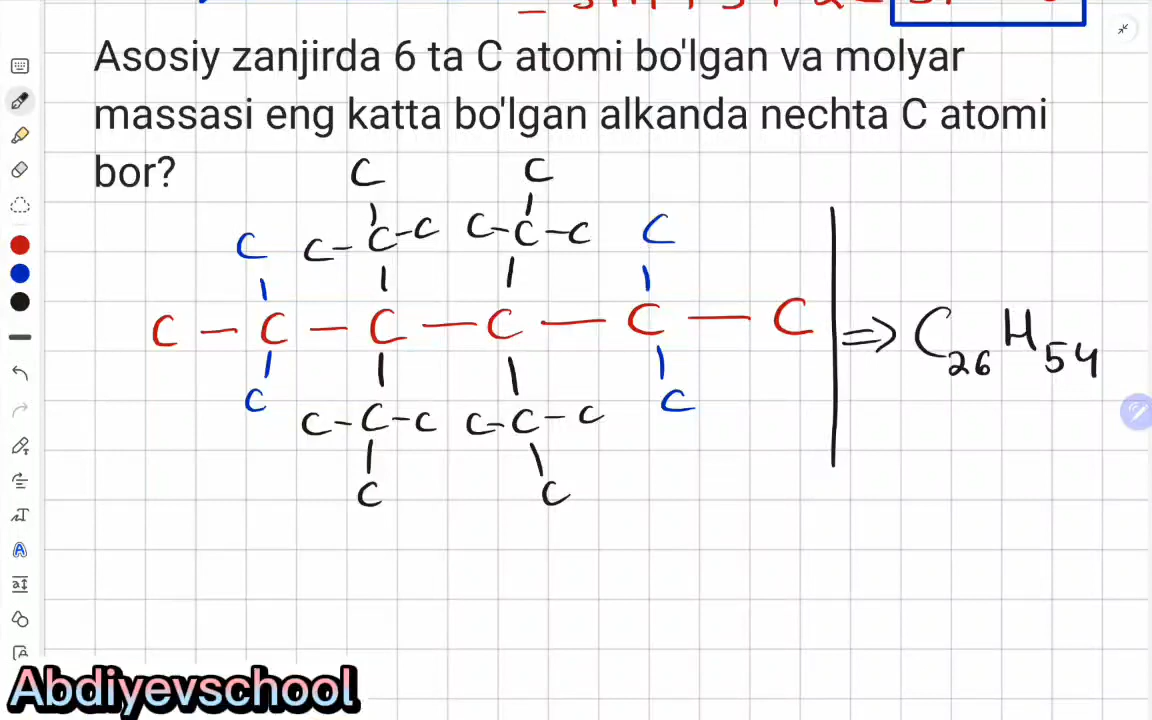 Asosiy zanjirda 6 ta C atomi bo'lgan va molyar
massasi eng katta bo'lgan alkanda nechta C atomi
bor?
C C
C C-C-C C-C-C C
C — C — C — C — C — C ⇒ C₂₆H₅₄
C C-C-C C-C-C C
C C
Abdiyevschool